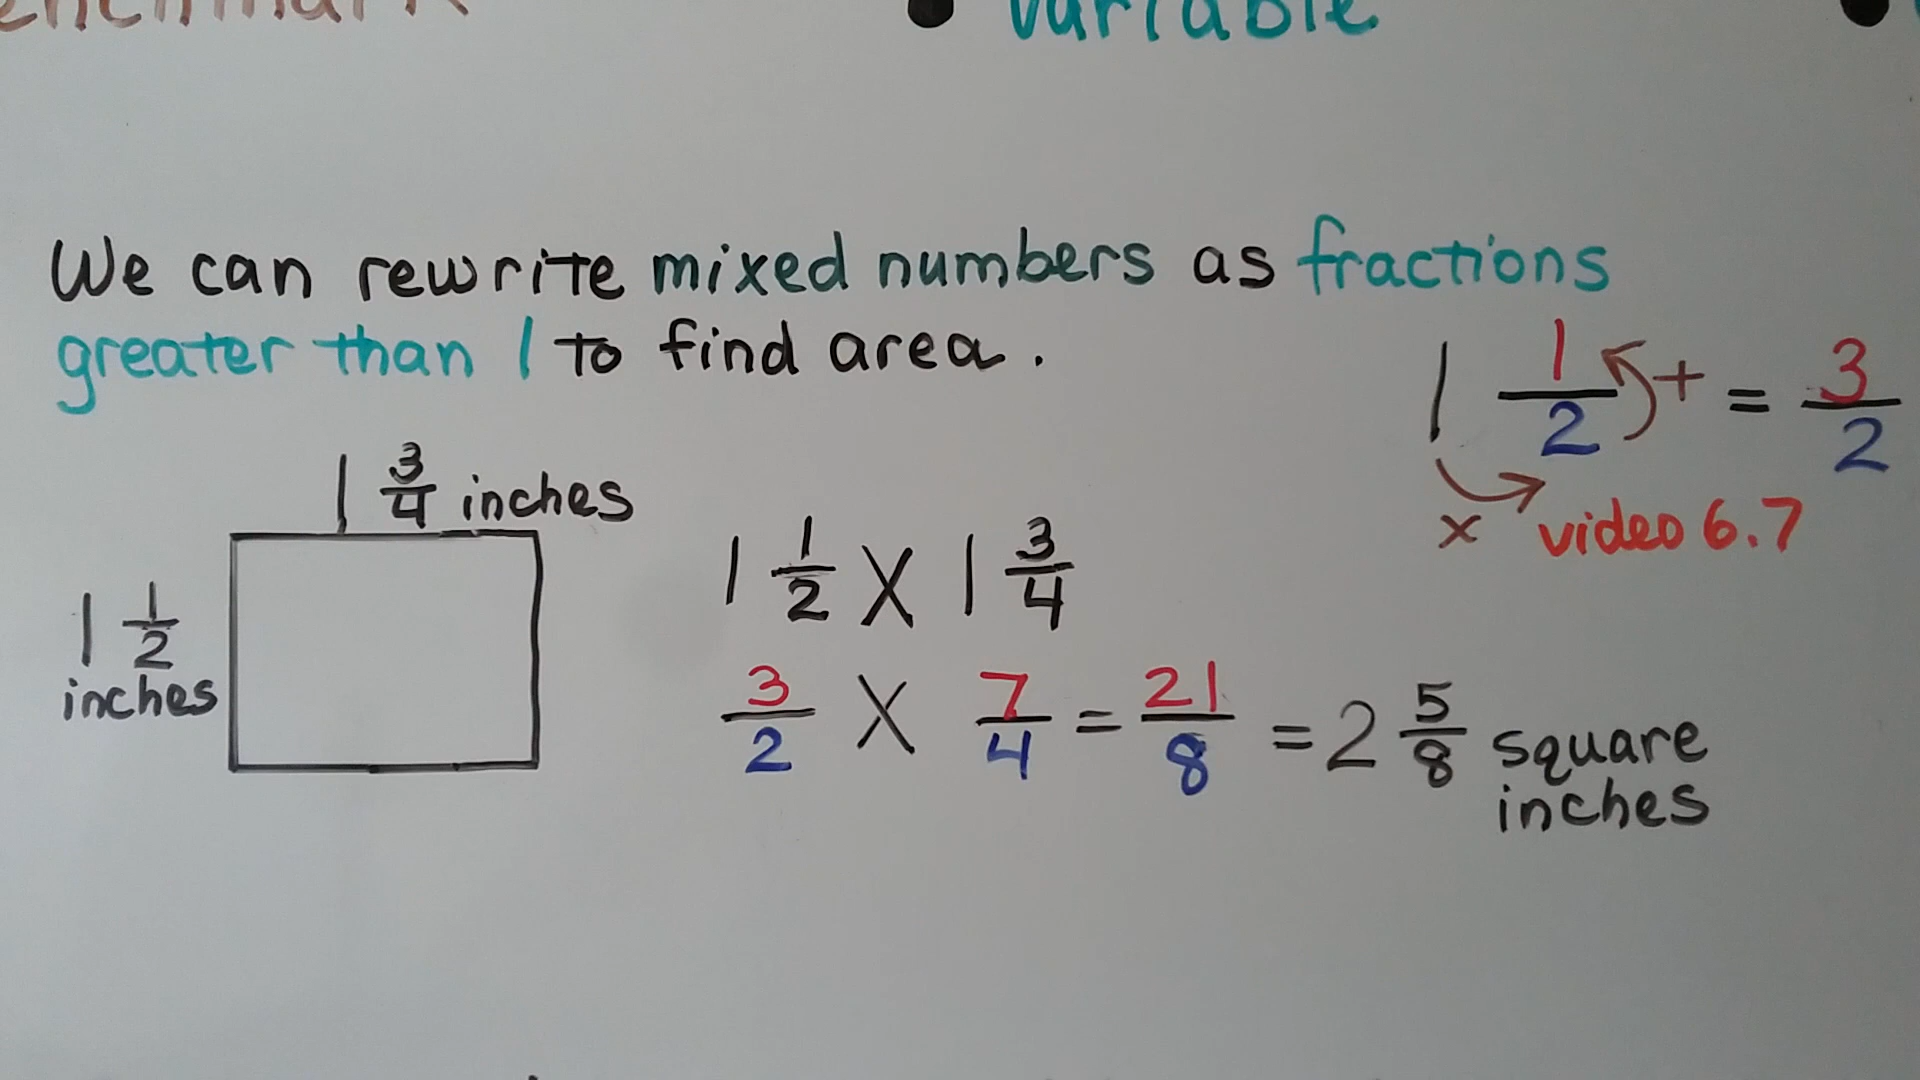 variable
We can rewrite mixed numbers as fractions
greater than 1 to find area.
1 1/2 + = 3/2
x video 6.7
1 3/4 inches
1 1/2
inches
1 1/2 X 1 3/4
3/2 X 7/4 = 21/8 = 2 5/8 square
inches